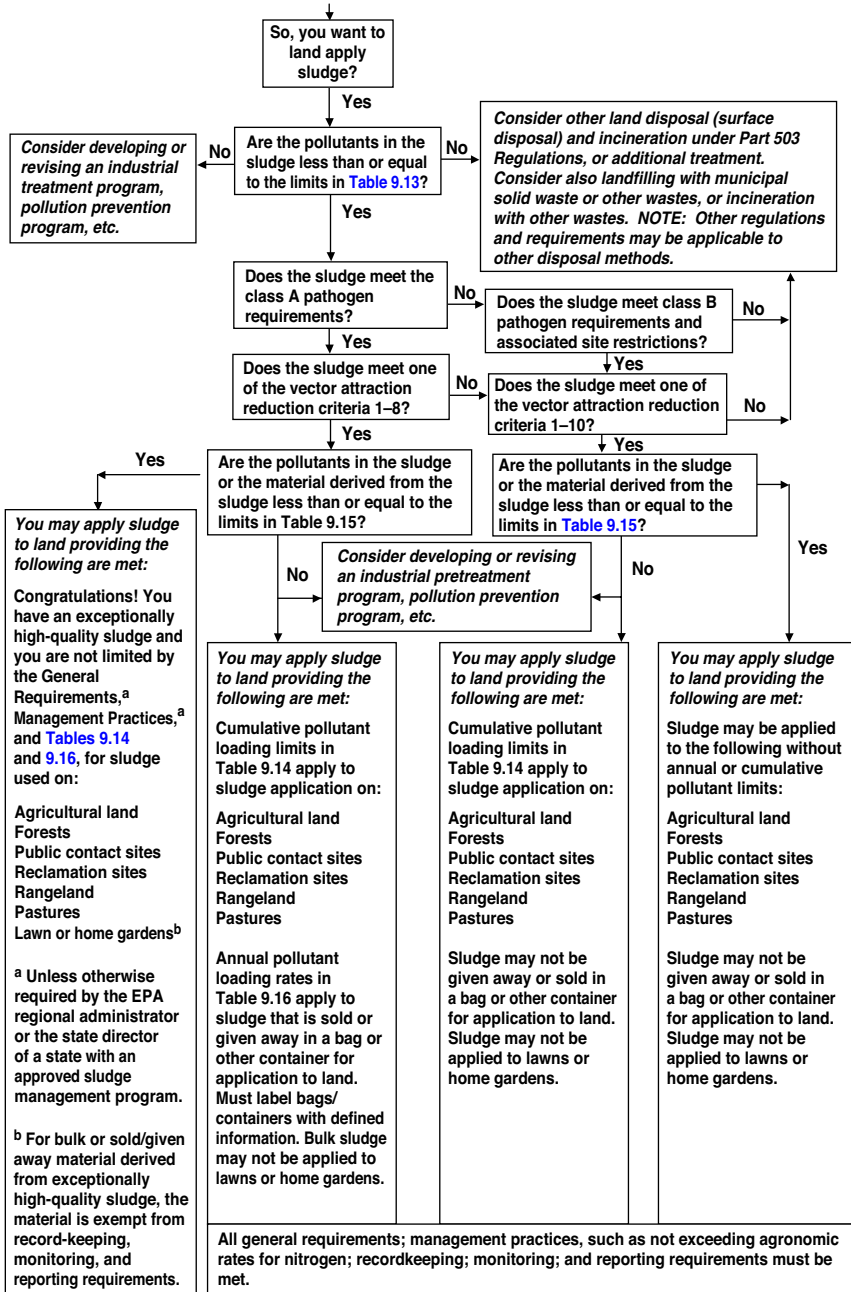 So, you want to
land apply
sludge?
Yes
Consider developing or
revising an industrial
treatment program,
pollution prevention
program, etc.
No
Are the pollutants in the
sludge less than or equal
to the limits in Table 9.13?
No
Consider other land disposal (surface
disposal) and incineration under Part 503
Regulations, or additional treatment.
Consider also landfilling with municipal
solid waste or other wastes, or incineration
with other wastes. NOTE: Other regulations
and requirements may be applicable to
other disposal methods.
Yes
Does the sludge meet the
class A pathogen
requirements?
No
Does the sludge meet class B
pathogen requirements and
associated site restrictions?
No
Yes
Yes
Does the sludge meet one
of the vector attraction
reduction criteria 1–8?
No
Does the sludge meet one of
the vector attraction reduction
criteria 1–10?
No
Yes
Yes
Yes
Are the pollutants in the sludge
or the material derived from the
sludge less than or equal to the
limits in Table 9.15?
Are the pollutants in the sludge
or the material derived from the
sludge less than or equal to the
limits in Table 9.15?
Yes
No
Consider developing or revising
an industrial pretreatment
program, pollution prevention
program, etc.
No
You may apply sludge
to land providing the
following are met:
Congratulations! You
have an exceptionally
high-quality sludge and
you are not limited by
the General
Requirements,a
Management Practices,a
and Tables 9.14
and 9.16, for sludge
used on:
Agricultural land
Forests
Public contact sites
Reclamation sites
Rangeland
Pastures
Lawn or home gardensb
a Unless otherwise
required by the EPA
regional administrator
or the state director
of a state with an
approved sludge
management program.
b For bulk or sold/given
away material derived
from exceptionally
high-quality sludge, the
material is exempt from
record-keeping,
monitoring, and
reporting requirements.
You may apply sludge
to land providing the
following are met:
Cumulative pollutant
loading limits in
Table 9.14 apply to
sludge application on:
Agricultural land
Forests
Public contact sites
Reclamation sites
Rangeland
Pastures
Annual pollutant
loading rates in
Table 9.16 apply to
sludge that is sold or
given away in a bag or
other container for
application to land.
Must label bags/
containers with defined
information. Bulk sludge
may not be applied to
lawns or home gardens.
You may apply sludge
to land providing the
following are met:
Cumulative pollutant
loading limits in
Table 9.14 apply to
sludge application on:
Agricultural land
Forests
Public contact sites
Reclamation sites
Rangeland
Pastures
Sludge may not be
given away or sold in
a bag or other container
for application to land.
Sludge may not be
applied to lawns or
home gardens.
You may apply sludge
to land providing the
following are met:
Sludge may be applied
to the following without
annual or cumulative
pollutant limits:
Agricultural land
Forests
Public contact sites
Reclamation sites
Rangeland
Pastures
Sludge may not be
given away or sold in
a bag or other container
for application to land.
Sludge may not be
applied to lawns or
home gardens.
All general requirements; management practices, such as not exceeding agronomic
rates for nitrogen; recordkeeping; monitoring; and reporting requirements must be
met.